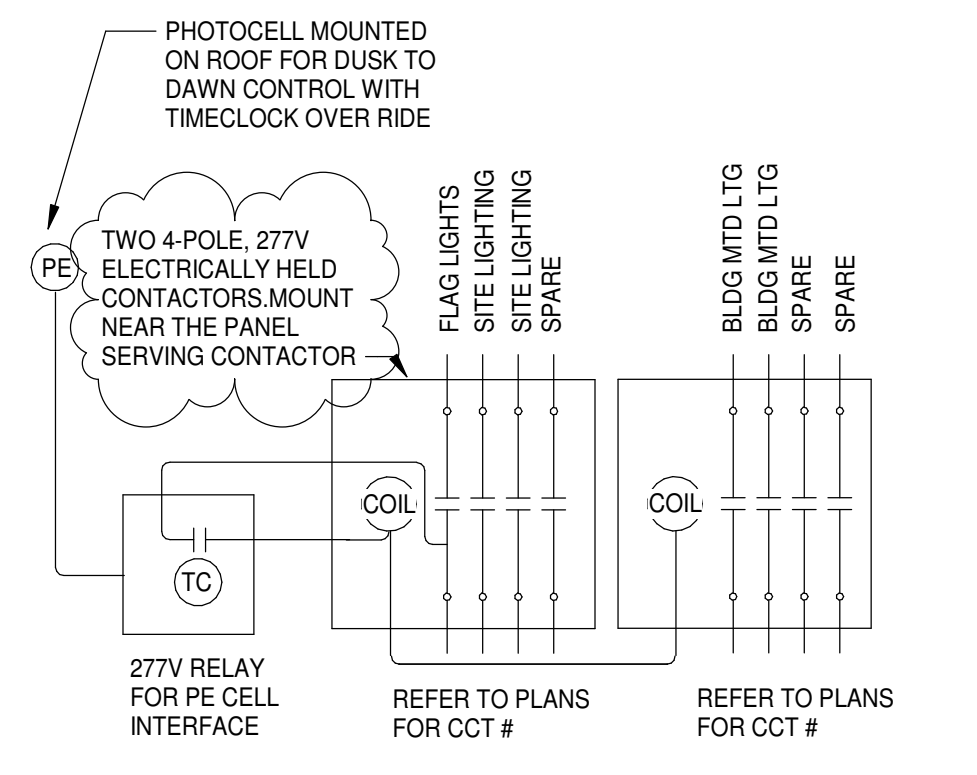 PHOTOCELL MOUNTED
ON ROOF FOR DUSK TO
DAWN CONTROL WITH
TIMECLOCK OVER RIDE
PE
TWO 4-POLE, 277V
ELECTRICALLY HELD
CONTACTORS.MOUNT
NEAR THE PANEL
SERVING CONTACTOR
FLAG LIGHTS
SITE LIGHTING
SITE LIGHTING
SPARE
BLDG MTD LTG
BLDG MTD LTG
SPARE
SPARE
COIL
COIL
TC
277V RELAY
FOR PE CELL
INTERFACE
REFER TO PLANS
FOR CCT #
REFER TO PLANS
FOR CCT #